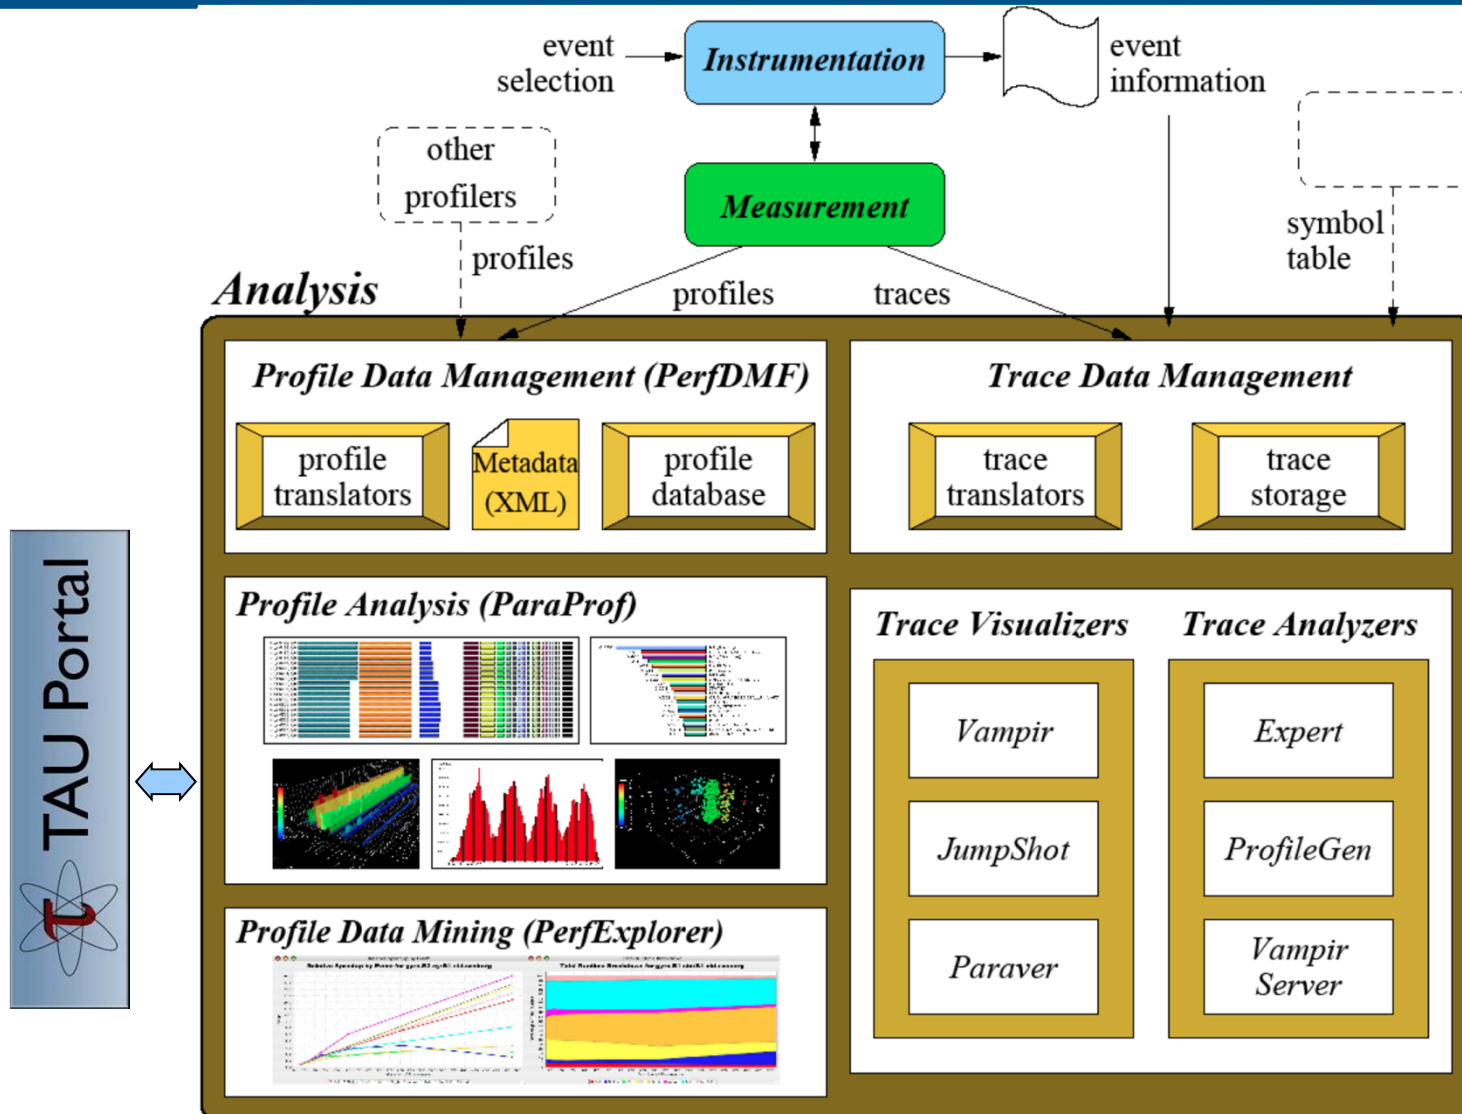 event
selection
Instrumentation
event
information
other
profilers
Measurement
symbol
table
profiles
profiles
traces
Analysis
Profile Data Management (PerfDMF)
profile
translators
Metadata
(XML)
profile
database
Trace Data Management
trace
translators
trace
storage
TAU Portal
Profile Analysis (ParaProf)
Trace Visualizers
Vampir
JumpShot
Paraver
Trace Analyzers
Expert
ProfileGen
Vampir
Server
Profile Data Mining (PerfExplorer)